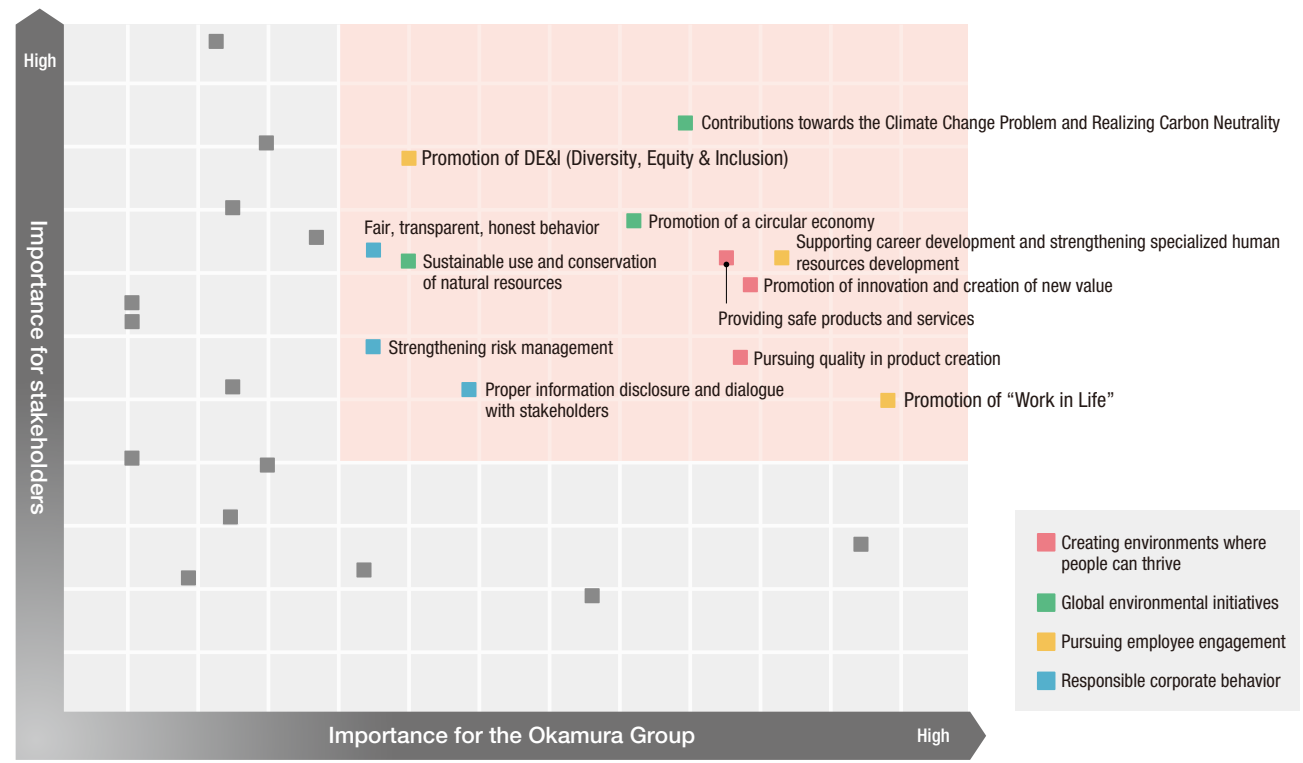 High
Importance for stakeholders
Contributions towards the Climate Change Problem and Realizing Carbon Neutrality
Promotion of DE&I (Diversity, Equity & Inclusion)
Promotion of a circular economy
Fair, transparent, honest behavior
Supporting career development and strengthening specialized human
resources development
Sustainable use and conservation
of natural resources
Promotion of innovation and creation of new value
Providing safe products and services
Strengthening risk management
Pursuing quality in product creation
Proper information disclosure and dialogue
with stakeholders
Promotion of “Work in Life”
Creating environments where
people can thrive
Global environmental initiatives
Pursuing employee engagement
Responsible corporate behavior
Importance for the Okamura Group
High